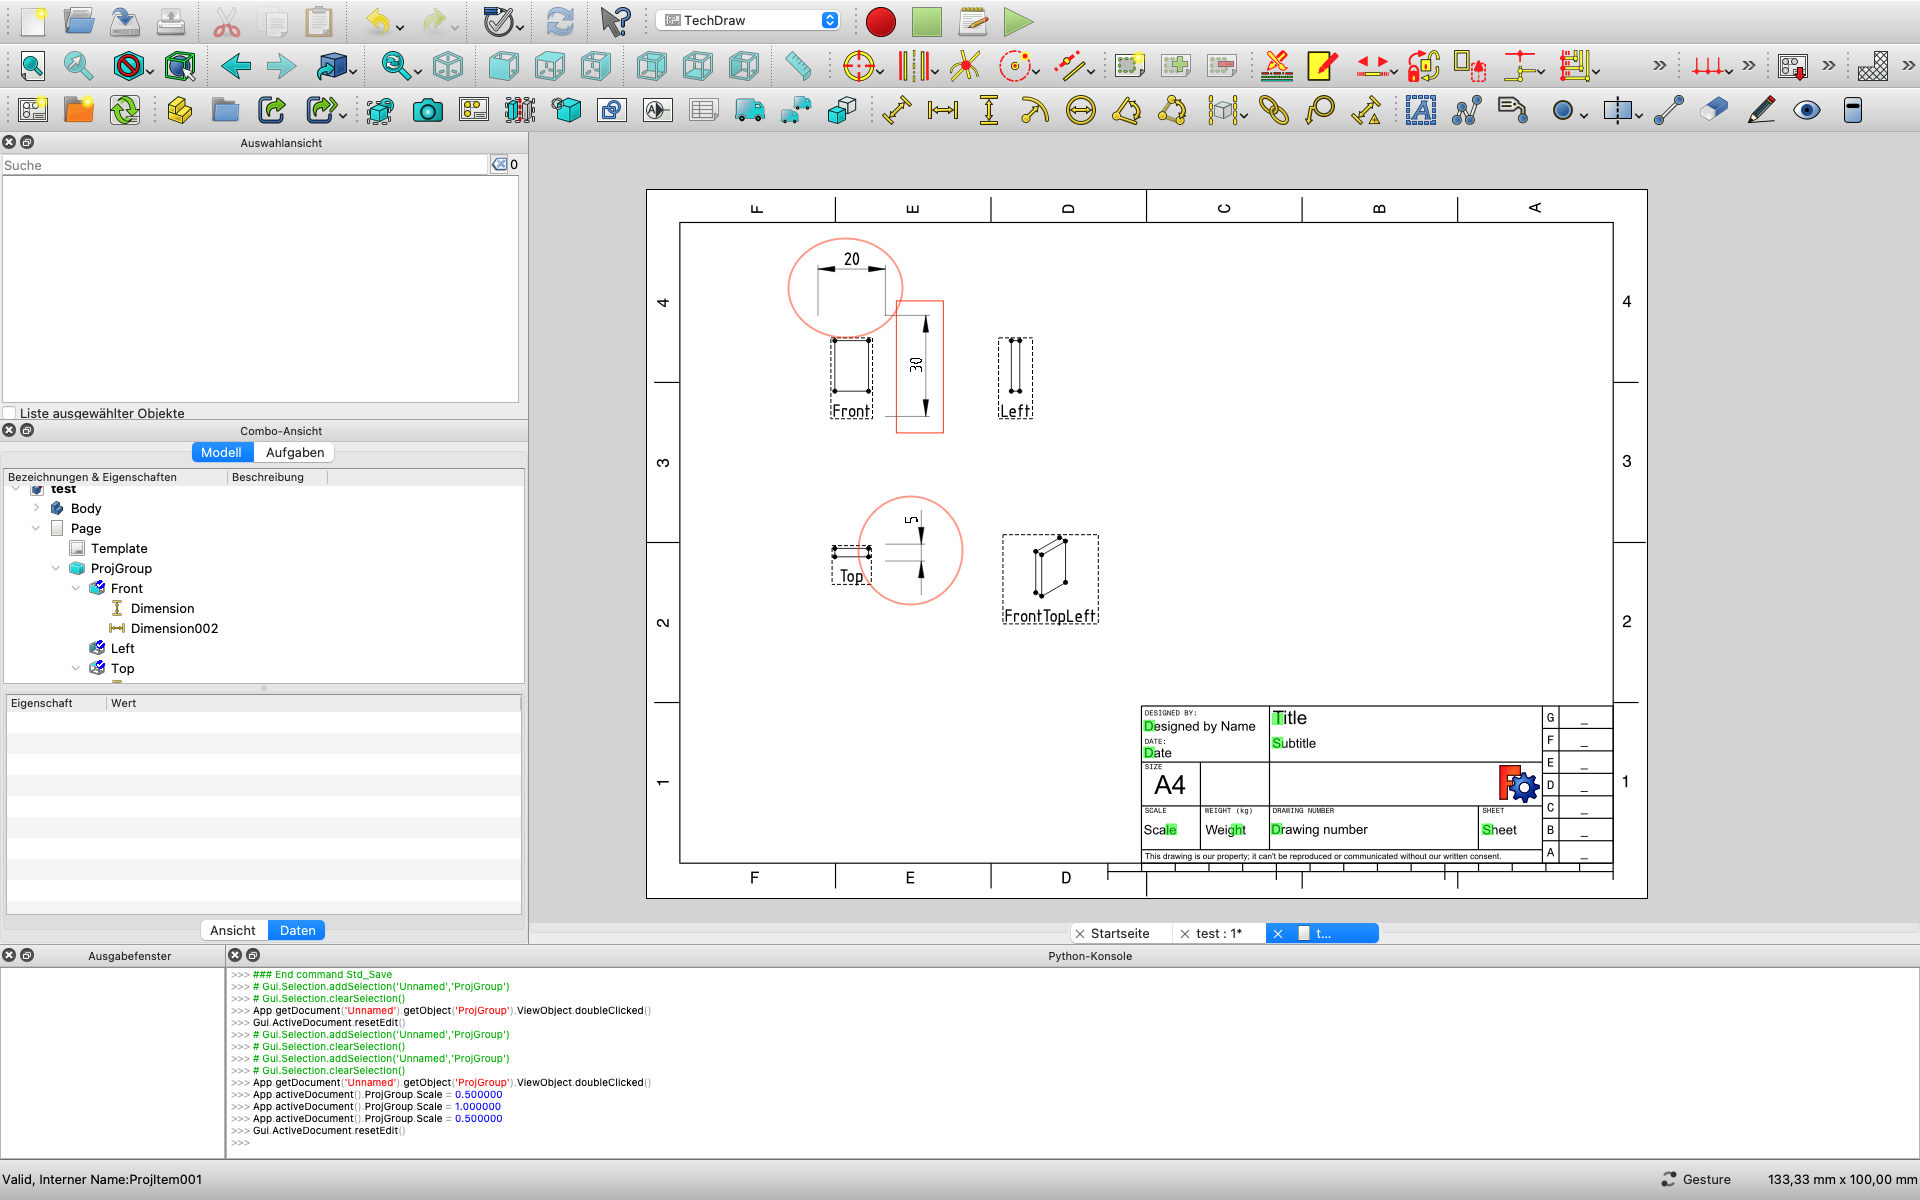 TechDraw
Auswahlansicht
Suche
0
Liste ausgewählter Objekte
Combo-Ansicht
Modell
Aufgaben
Bezeichnungen & Eigenschaften
Beschreibung
test
Body
Page
Template
ProjGroup
Front
Dimension
Dimension002
Left
Top
Eigenschaft
Wert
Ansicht
Daten
F
E
D
C
B
A
4
3
2
1
20
30
Front
Left
5
Top
FrontTopLeft
4
3
2
1
DESIGNED BY:
Designed by Name
DATE:
Date
Title
Subtitle
SIZE
A4
SCALE
Scale
WEIGHT (kg)
Weight
DRAWING NUMBER
Drawing number
SHEET
Sheet
This drawing is our property; it can't be reproduced or communicated without our written consent.
G _
F _
E _
D _
C _
B _
A _
F
E
D
Startseite
test : 1*
t...
Ausgabefenster
Python-Konsole
>>> ### End command Std_Save
>>> # Gui.Selection.addSelection('Unnamed','ProjGroup')
>>> # Gui.Selection.clearSelection()
>>> App.getDocument('Unnamed').getObject('ProjGroup').ViewObject.doubleClicked()
>>> Gui.ActiveDocument.resetEdit()
>>> # Gui.Selection.addSelection('Unnamed','ProjGroup')
>>> # Gui.Selection.clearSelection()
>>> # Gui.Selection.addSelection('Unnamed','ProjGroup')
>>> # Gui.Selection.clearSelection()
>>> App.getDocument('Unnamed').getObject('ProjGroup').ViewObject.doubleClicked()
>>> App.activeDocument().ProjGroup.Scale = 0.500000
>>> App.activeDocument().ProjGroup.Scale = 1.000000
>>> App.activeDocument().ProjGroup.Scale = 0.500000
>>> Gui.ActiveDocument.resetEdit()
>>>
Valid, Interner Name:ProjItem001
Gesture
133,33 mm x 100,00 mm